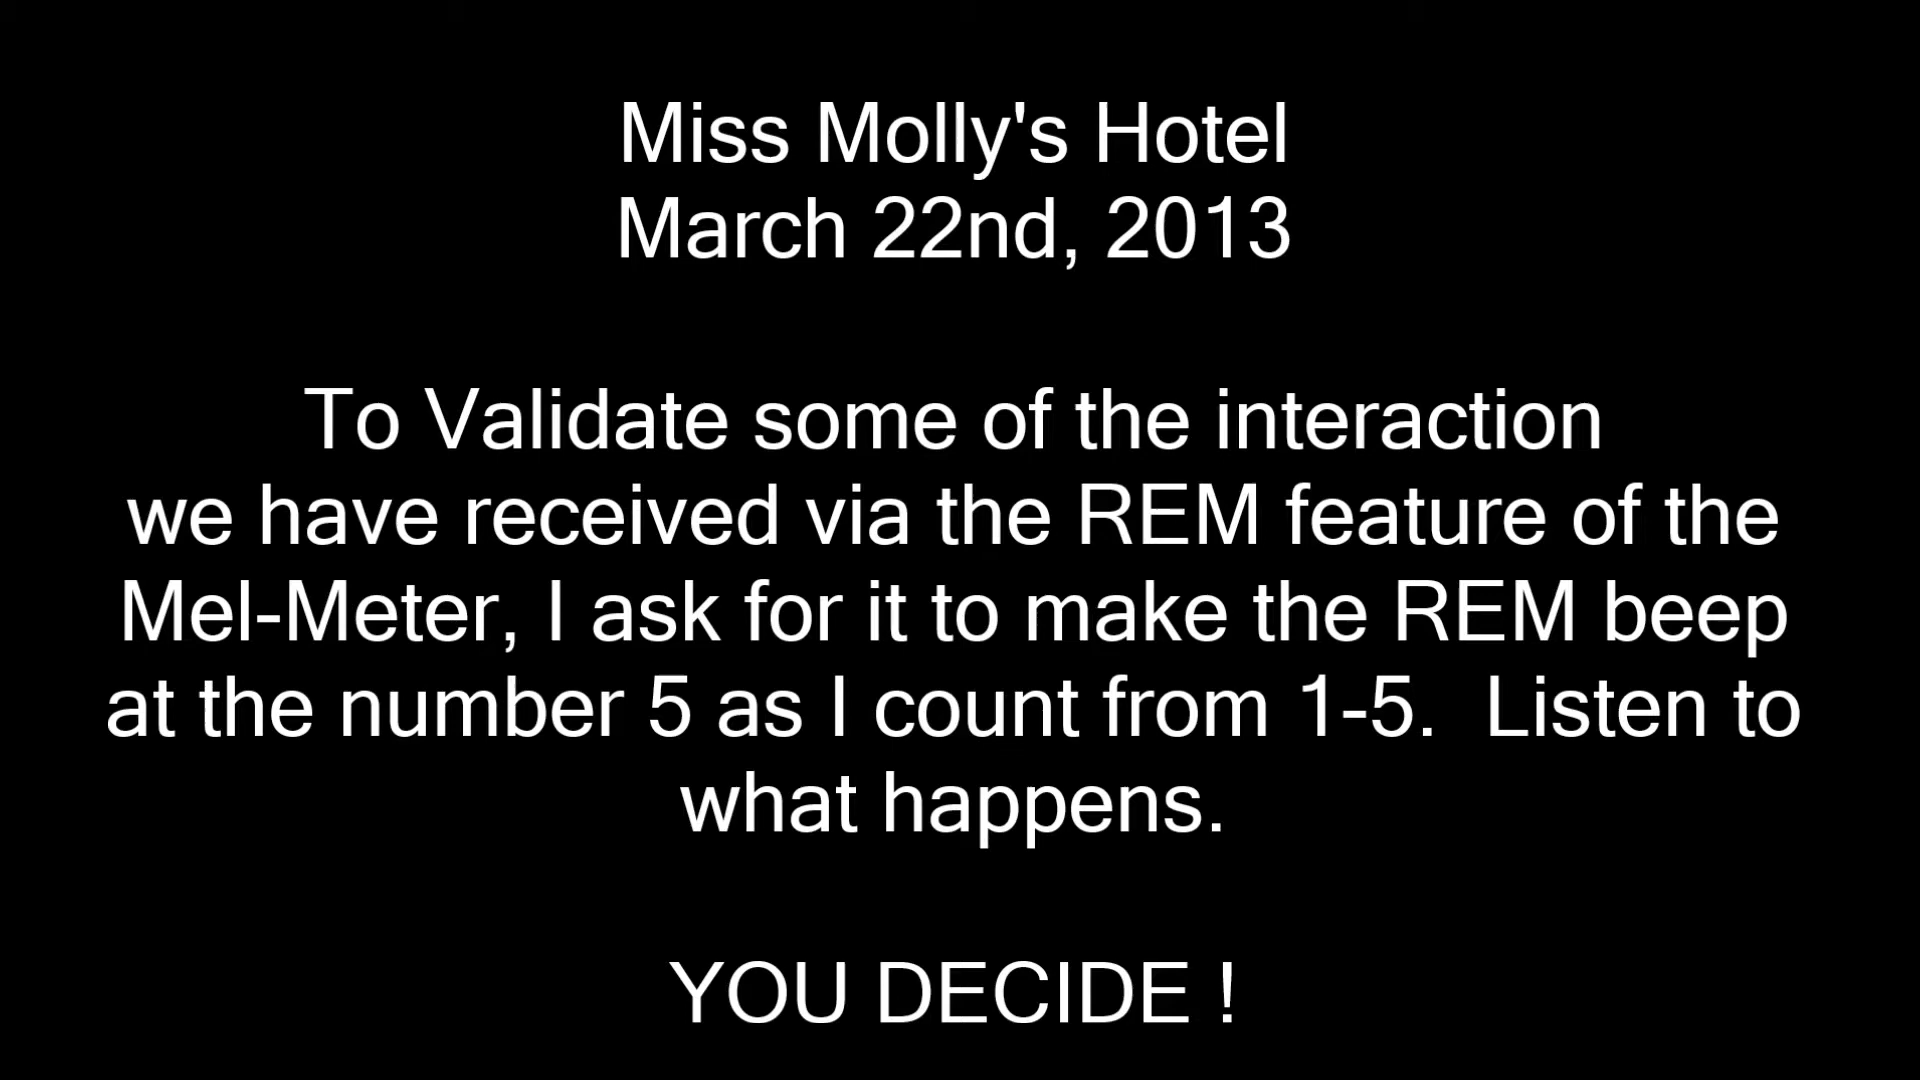 Miss Molly's Hotel
March 22nd, 2013
To Validate some of the interaction
we have received via the REM feature of the
Mel-Meter, I ask for it to make the REM beep
at the number 5 as I count from 1-5.  Listen to
what happens.
YOU DECIDE !